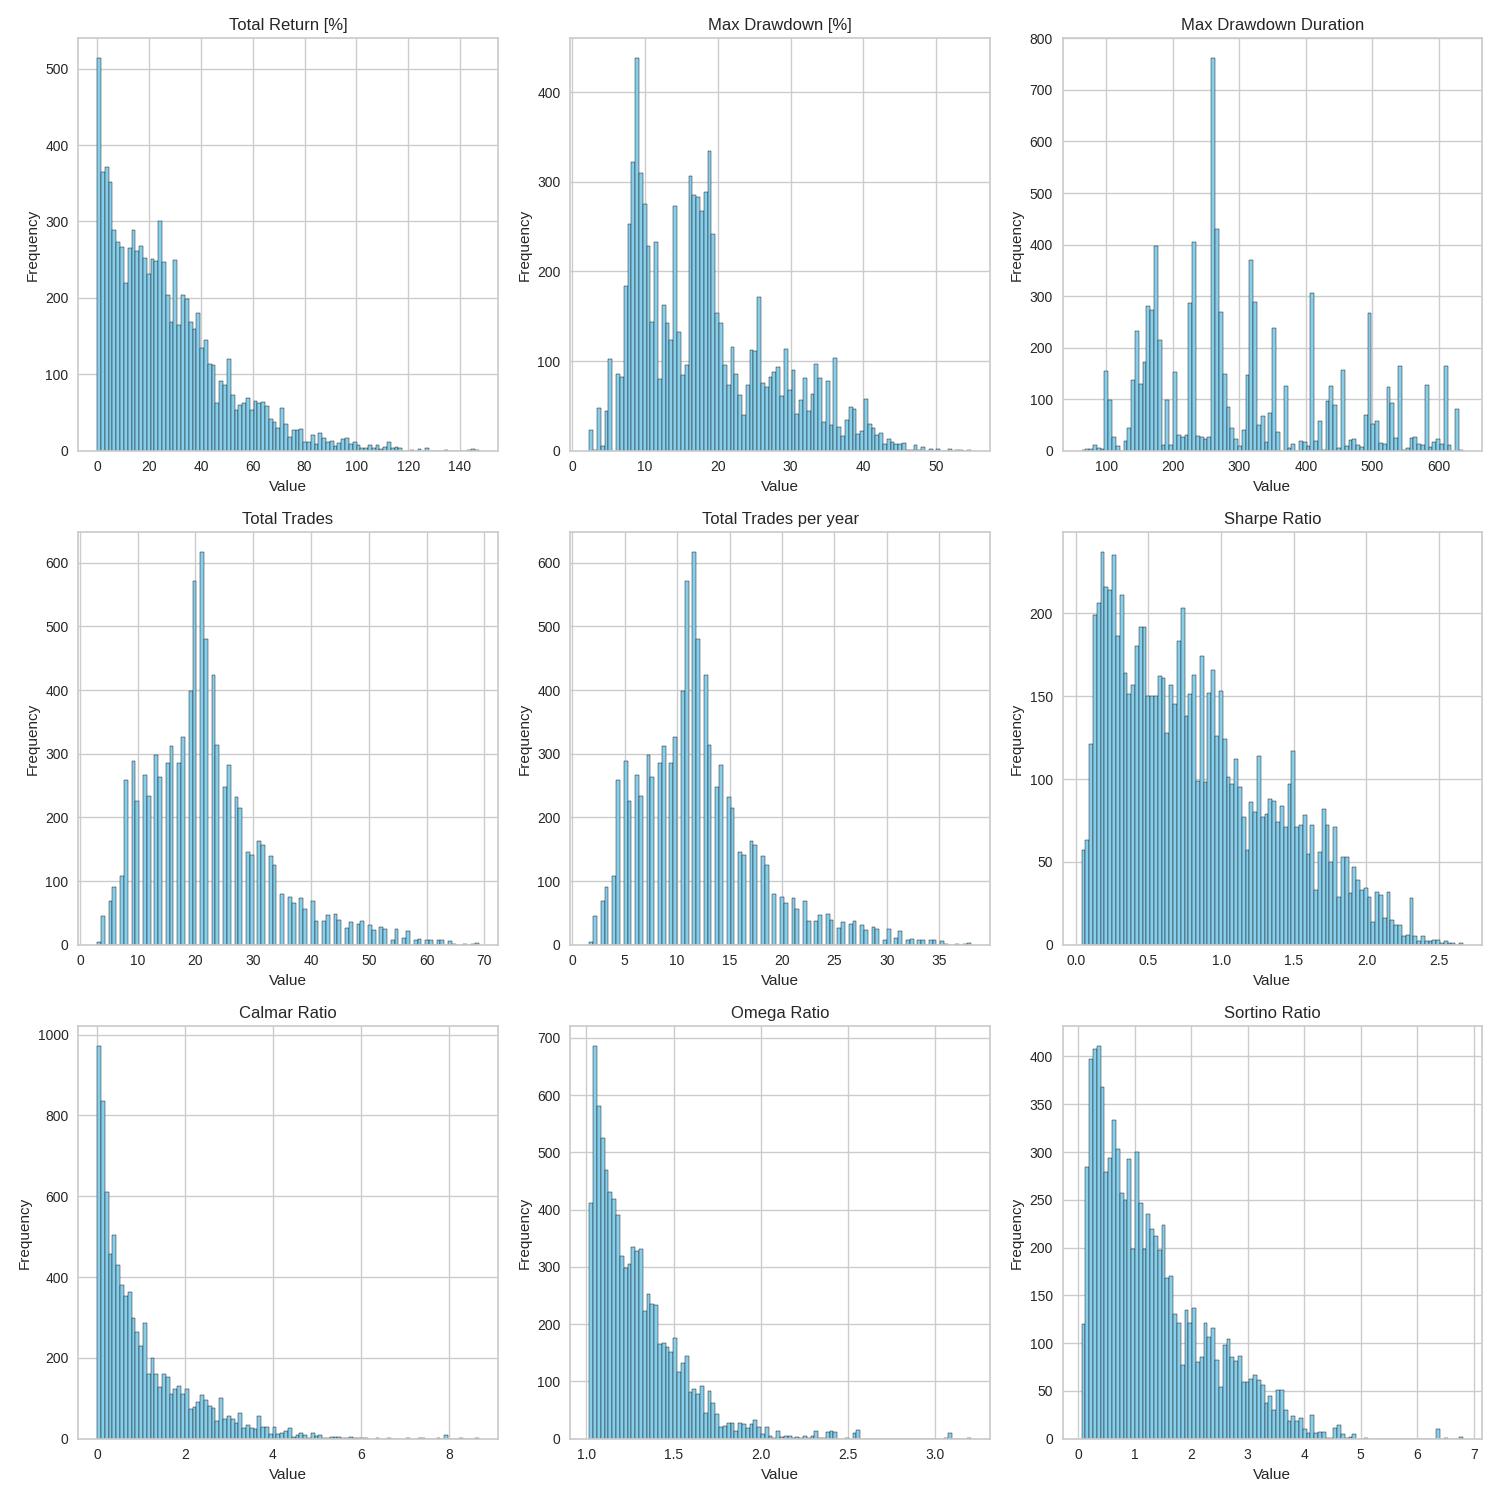 Total Return [%]
Max Drawdown [%]
Max Drawdown Duration
Frequency
500
400
300
200
100
0
0 20 40 60 80 100 120 140
Value
Frequency
400
300
200
100
0
0 10 20 30 40 50
Value
Frequency
800
700
600
500
400
300
200
100
0
100 200 300 400 500 600
Value
Total Trades
Total Trades per year
Sharpe Ratio
Frequency
600
500
400
300
200
100
0
0 10 20 30 40 50 60 70
Value
Frequency
600
500
400
300
200
100
0
0 5 10 15 20 25 30 35
Value
Frequency
200
150
100
50
0
0.0 0.5 1.0 1.5 2.0 2.5
Value
Calmar Ratio
Omega Ratio
Sortino Ratio
Frequency
1000
800
600
400
200
0
0 2 4 6 8
Value
Frequency
700
600
500
400
300
200
100
0
1.0 1.5 2.0 2.5 3.0
Value
Frequency
400
350
300
250
200
150
100
50
0
0 1 2 3 4 5 6 7
Value